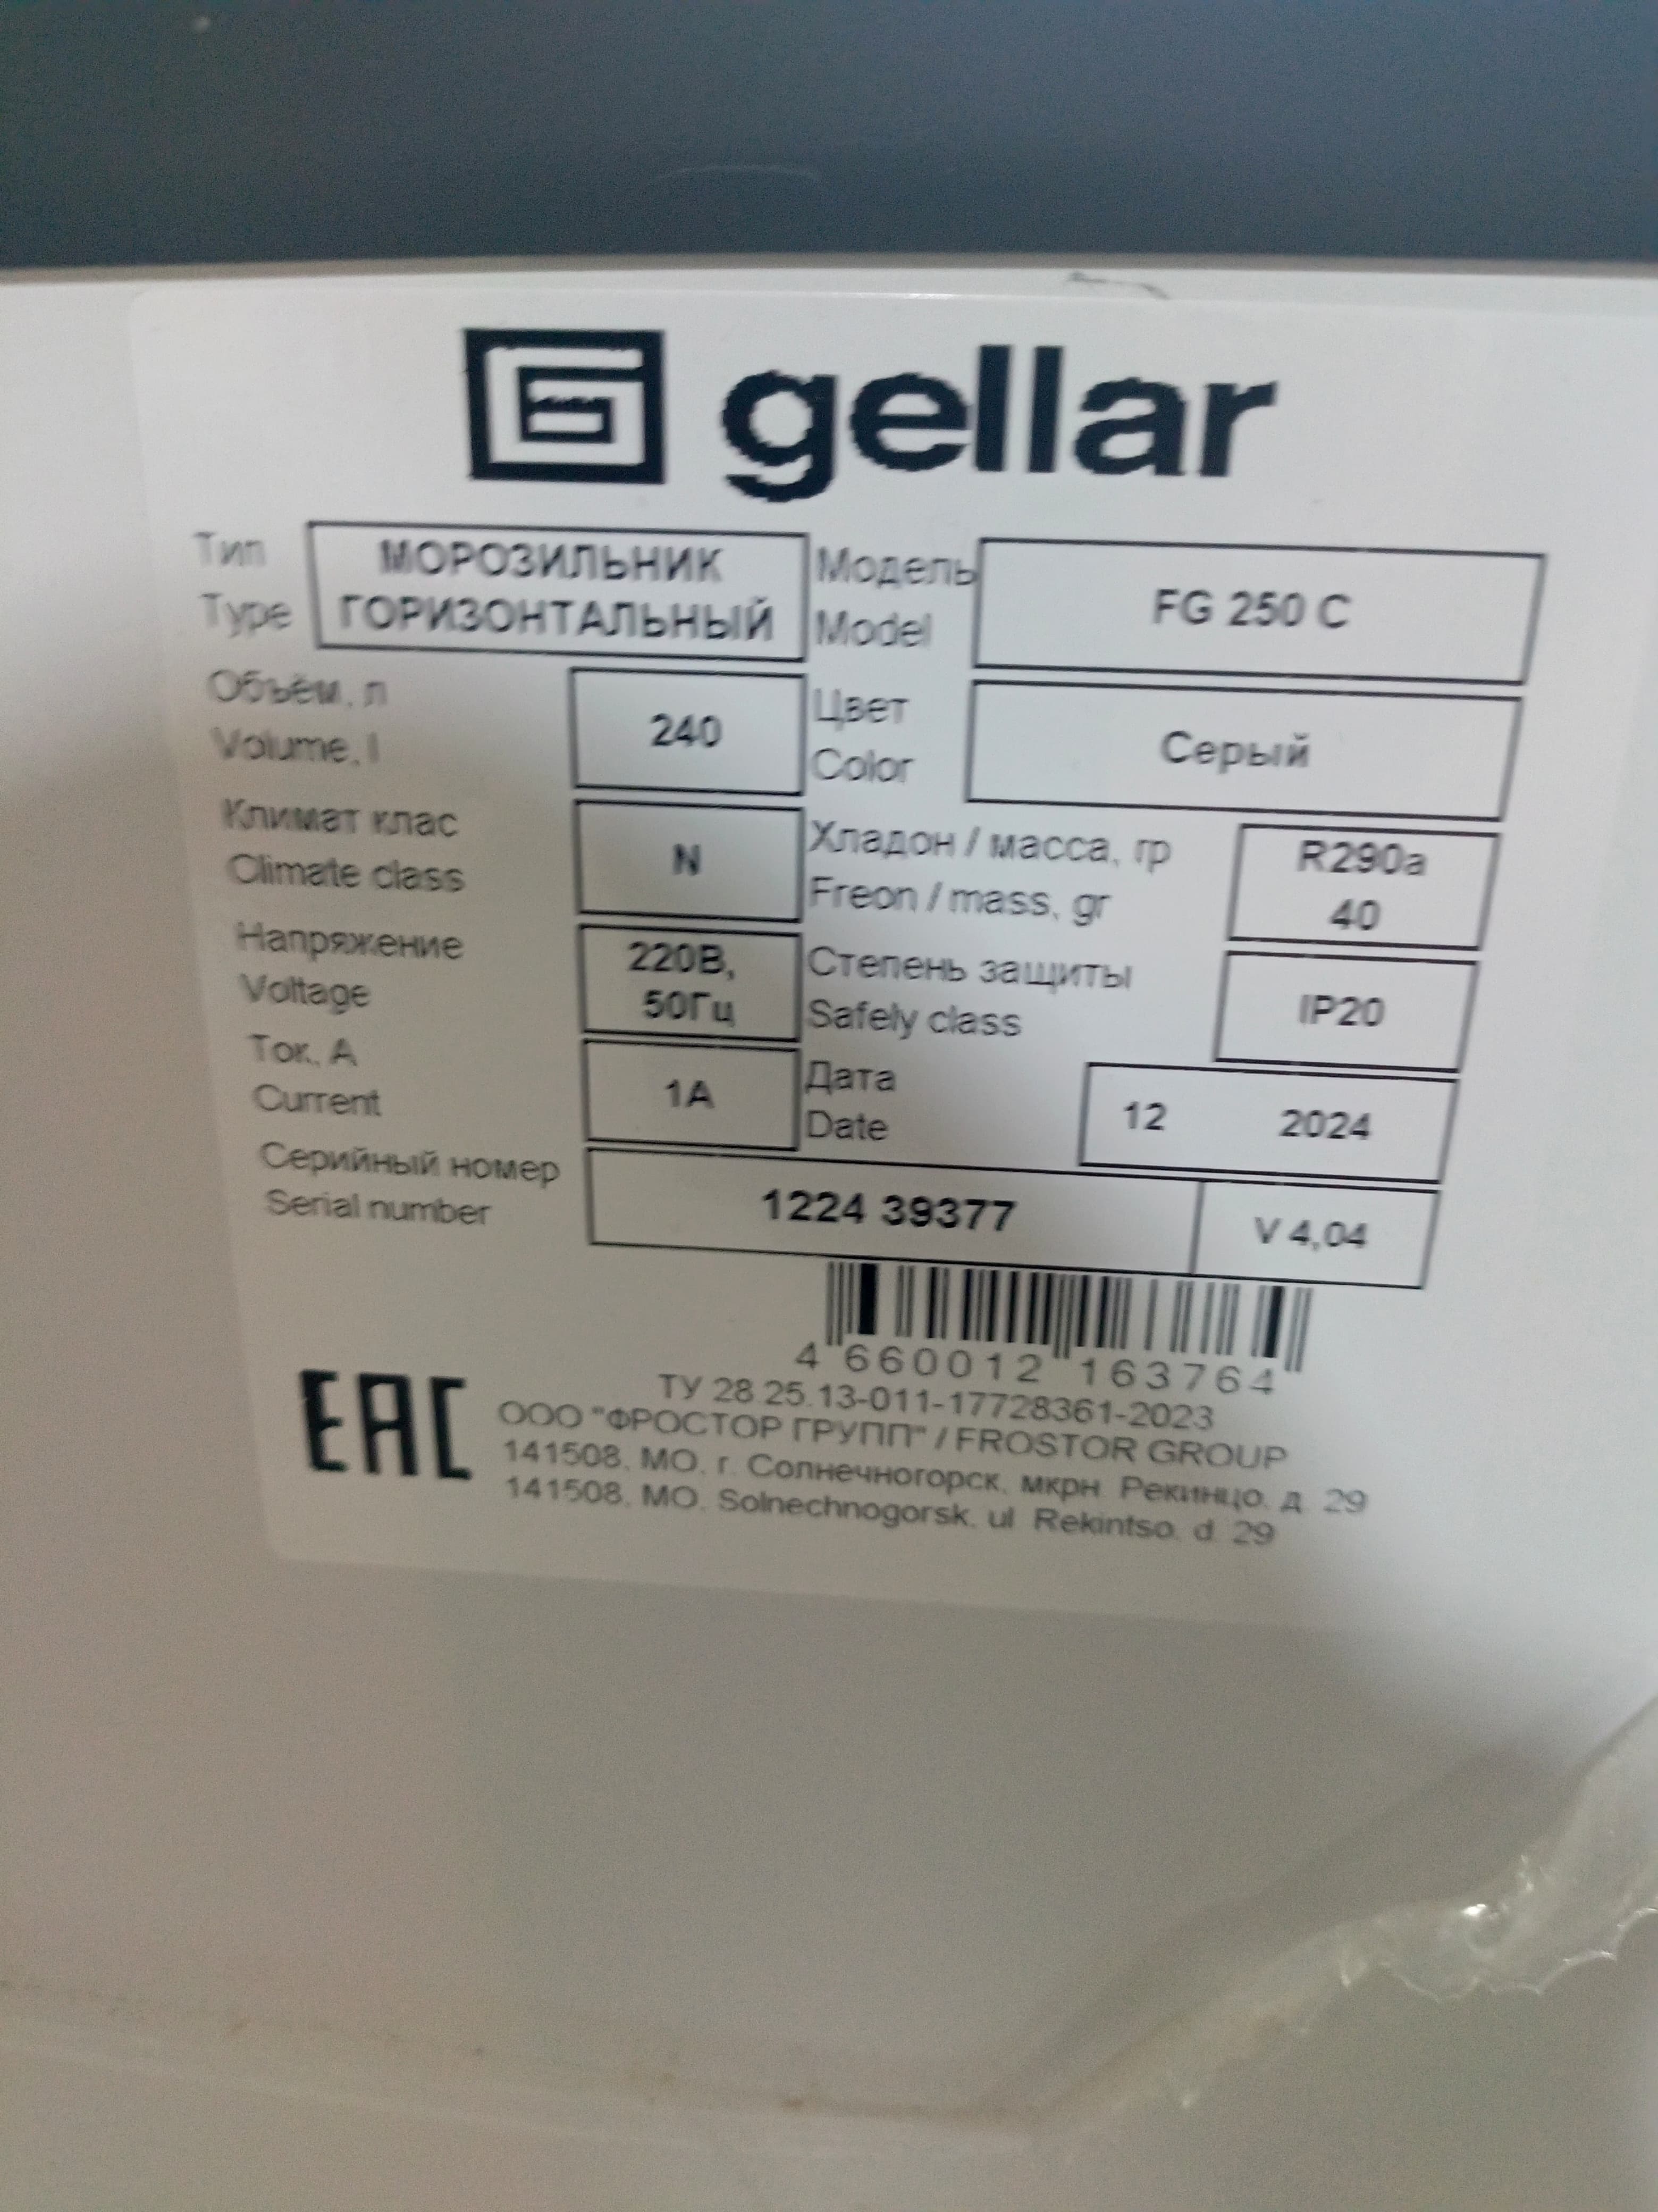 gellar
Тип МОРОЗИЛЬНИК Модель FG 250 C
Type ГОРИЗОНТАЛЬНЫЙ Model
Объём, л 240 Цвет Серый
Volume, l Color
Климат клас N Хладон / масса, гр R290a
Climate class Freon / mass, gr 40
Напряжение 220В, Степень защиты IP20
Voltage 50Гц Safely class
Ток, А 1А Дата 12 2024
Current Date
Серийный номер 1224 39377 V 4,04
Serial number
4 660012 163764
EAC
ТУ 28.25.13-011-17728361-2023
ООО "ФРОСТОР ГРУПП" / FROSTOR GROUP
141508, МО, г. Солнечногорск, мкрн. Рекинцо, д. 29
141508, MO, Solnechnogorsk, ul. Rekintso, d. 29